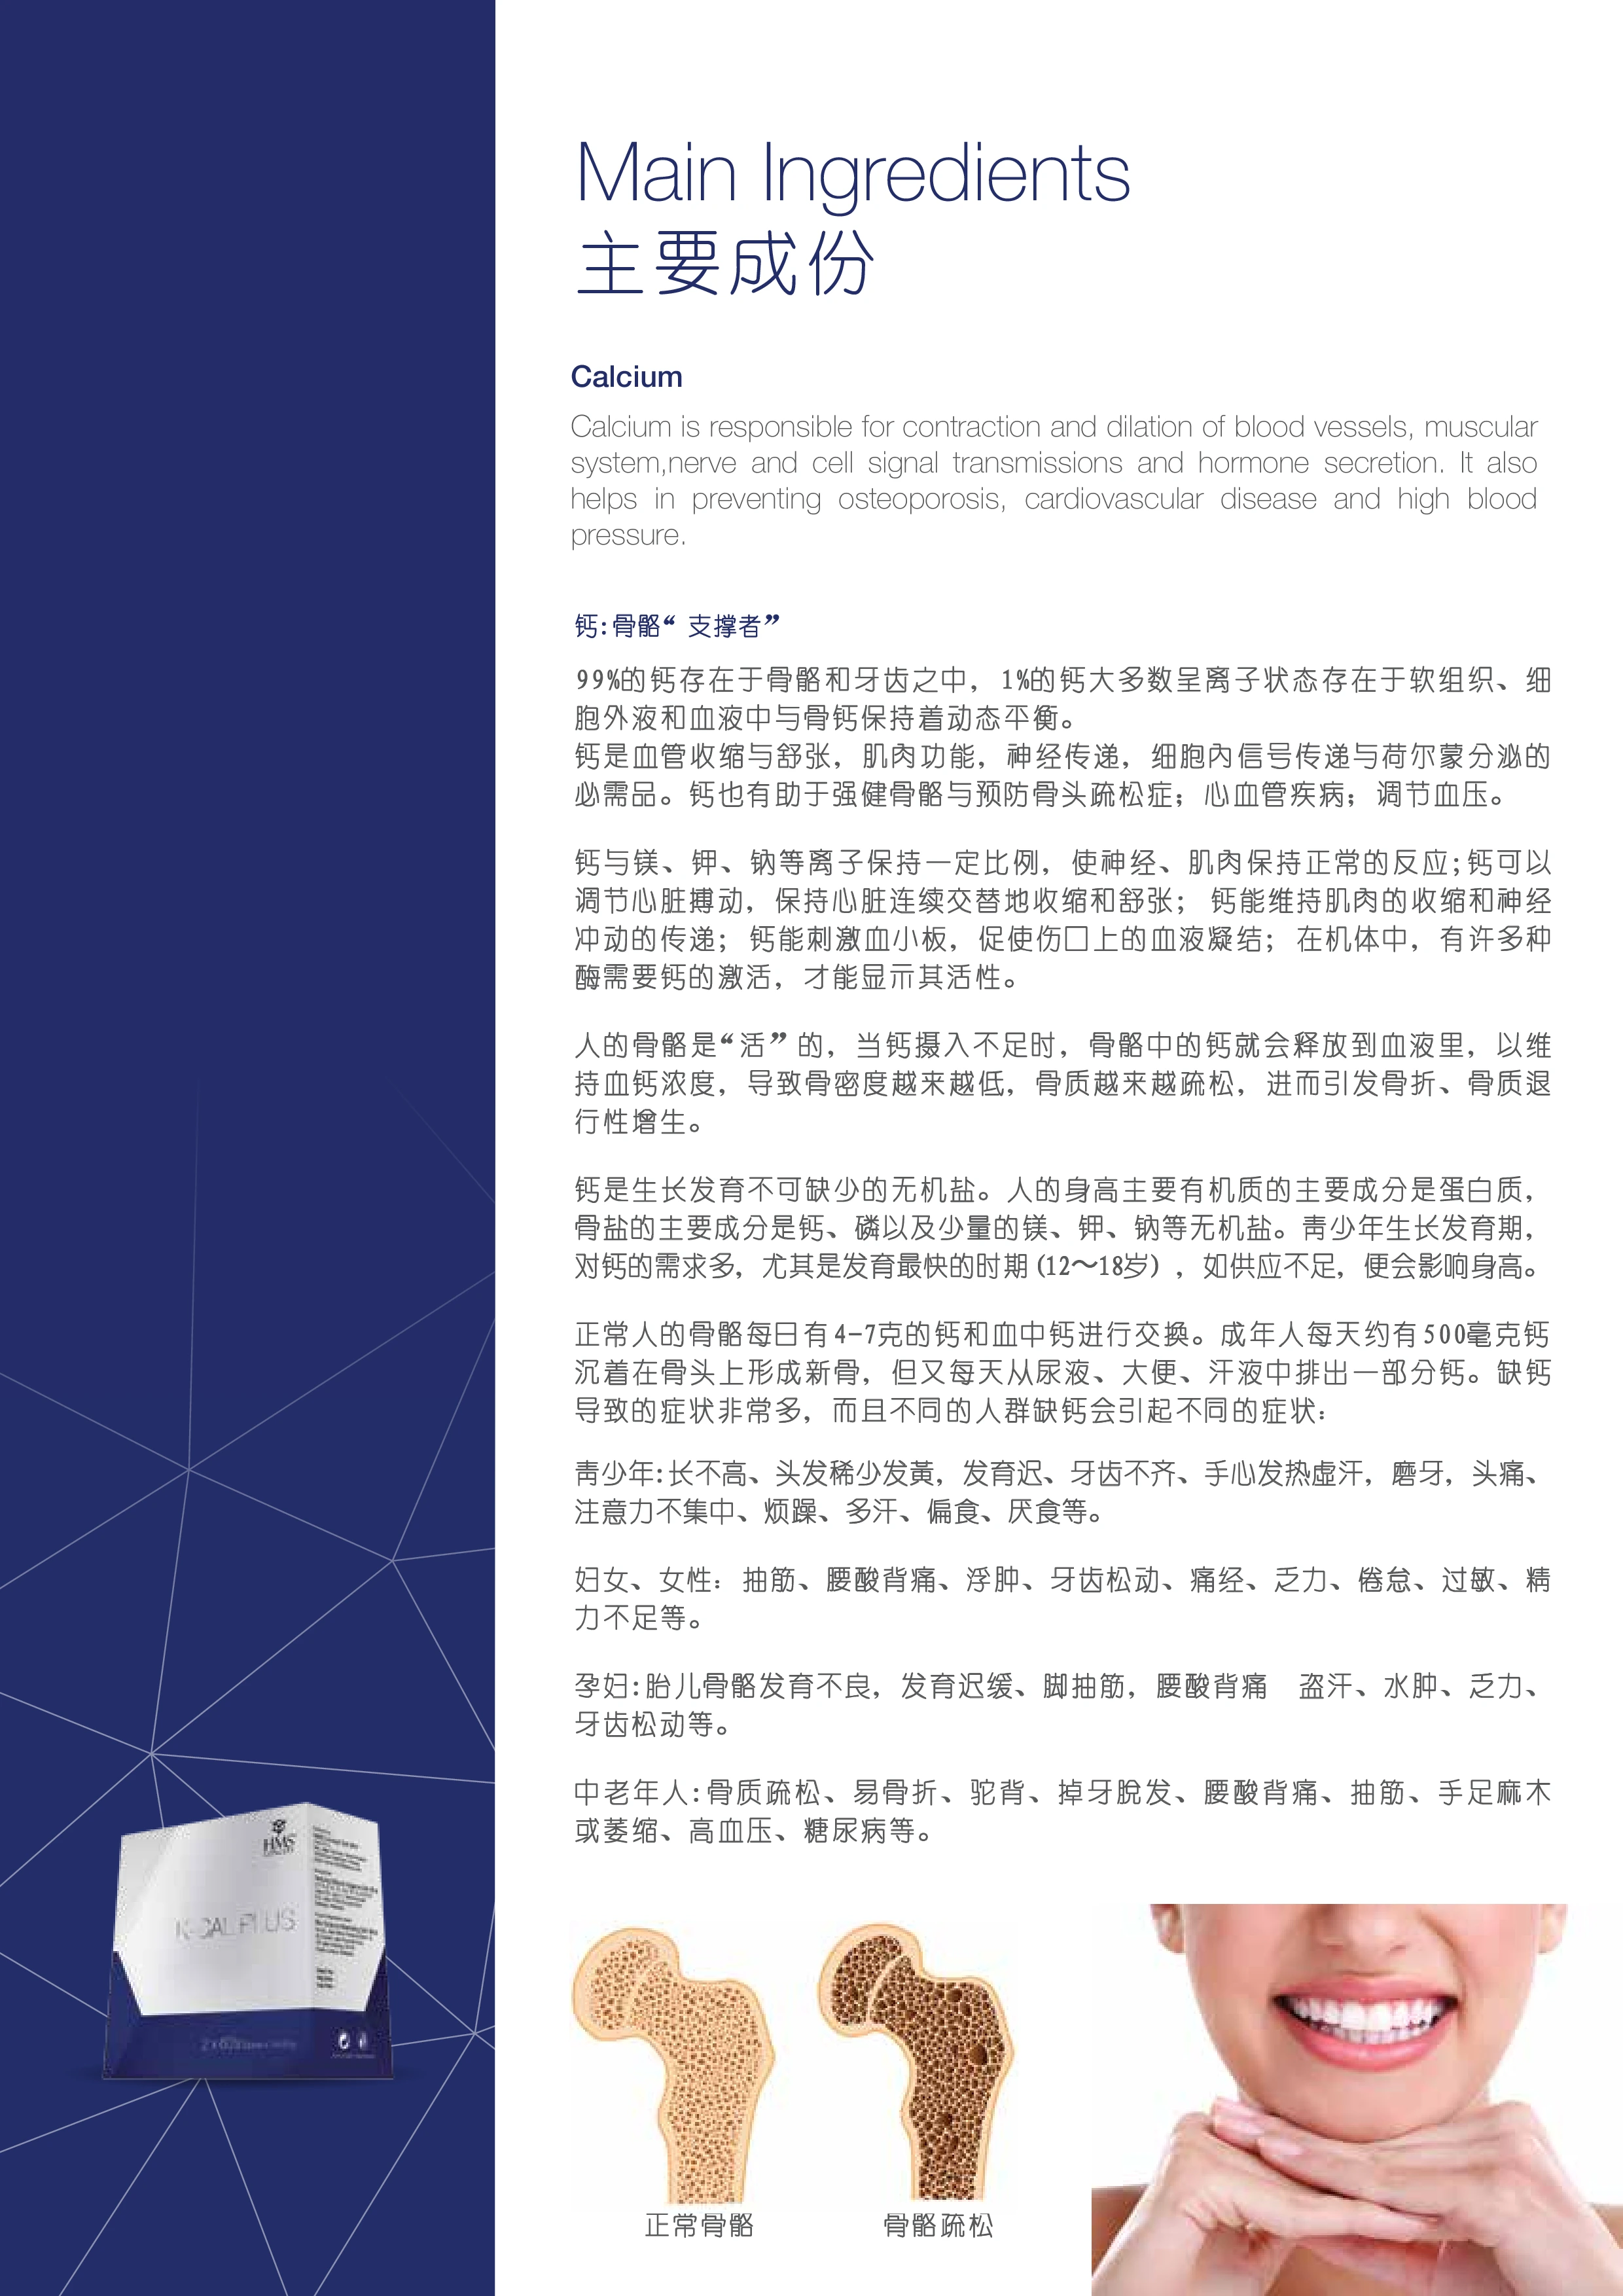 Main Ingredients
主要成份
Calcium
Calcium is responsible for contraction and dilation of blood vessels, muscular
system,nerve and cell signal transmissions and hormone secretion. It also
helps in preventing osteoporosis, cardiovascular disease and high blood
pressure.
钙:骨骼“支撑者”
99%的钙存在于骨骼和牙齿之中，1%的钙大多数呈离子状态存在于软组织、细
胞外液和血液中与骨钙保持着动态平衡。
钙是血管收缩与舒张，肌肉功能，神经传递，细胞内信号传递与荷尔蒙分泌的
必需品。钙也有助于强健骨骼与预防骨头疏松症；心血管疾病；调节血压。
钙与镁、钾、钠等离子保持一定比例，使神经、肌肉保持正常的反应;钙可以
调节心脏搏动，保持心脏连续交替地收缩和舒张； 钙能维持肌肉的收缩和神经
冲动的传递；钙能刺激血小板，促使伤口上的血液凝结；在机体中，有许多种
酶需要钙的激活，才能显示其活性。
人的骨骼是“活”的，当钙摄入不足时，骨骼中的钙就会释放到血液里，以维
持血钙浓度，导致骨密度越来越低，骨质越来越疏松，进而引发骨折、骨质退
行性增生。
钙是生长发育不可缺少的无机盐。人的身高主要有机质的主要成分是蛋白质，
骨盐的主要成分是钙、磷以及少量的镁、钾、钠等无机盐。青少年生长发育期，
对钙的需求多，尤其是发育最快的时期(12～18岁)，如供应不足，便会影响身高。
正常人的骨骼每日有4-7克的钙和血中钙进行交换。成年人每天约有500毫克钙
沉着在骨头上形成新骨，但又每天从尿液、大便、汗液中排出一部分钙。缺钙
导致的症状非常多，而且不同的人群缺钙会引起不同的症状：
青少年:长不高、头发稀少发黄，发育迟、牙齿不齐、手心发热虚汗，磨牙，头痛、
注意力不集中、烦躁、多汗、偏食、厌食等。
妇女、女性：抽筋、腰酸背痛、浮肿、牙齿松动、痛经、乏力、倦怠、过敏、精
力不足等。
孕妇:胎儿骨骼发育不良，发育迟缓、脚抽筋，腰酸背痛 盗汗、水肿、乏力、
牙齿松动等。
中老年人:骨质疏松、易骨折、驼背、掉牙脱发、腰酸背痛、抽筋、手足麻木
或萎缩、高血压、糖尿病等。
HMS
K-CAL PLUS
正常骨骼
骨骼疏松